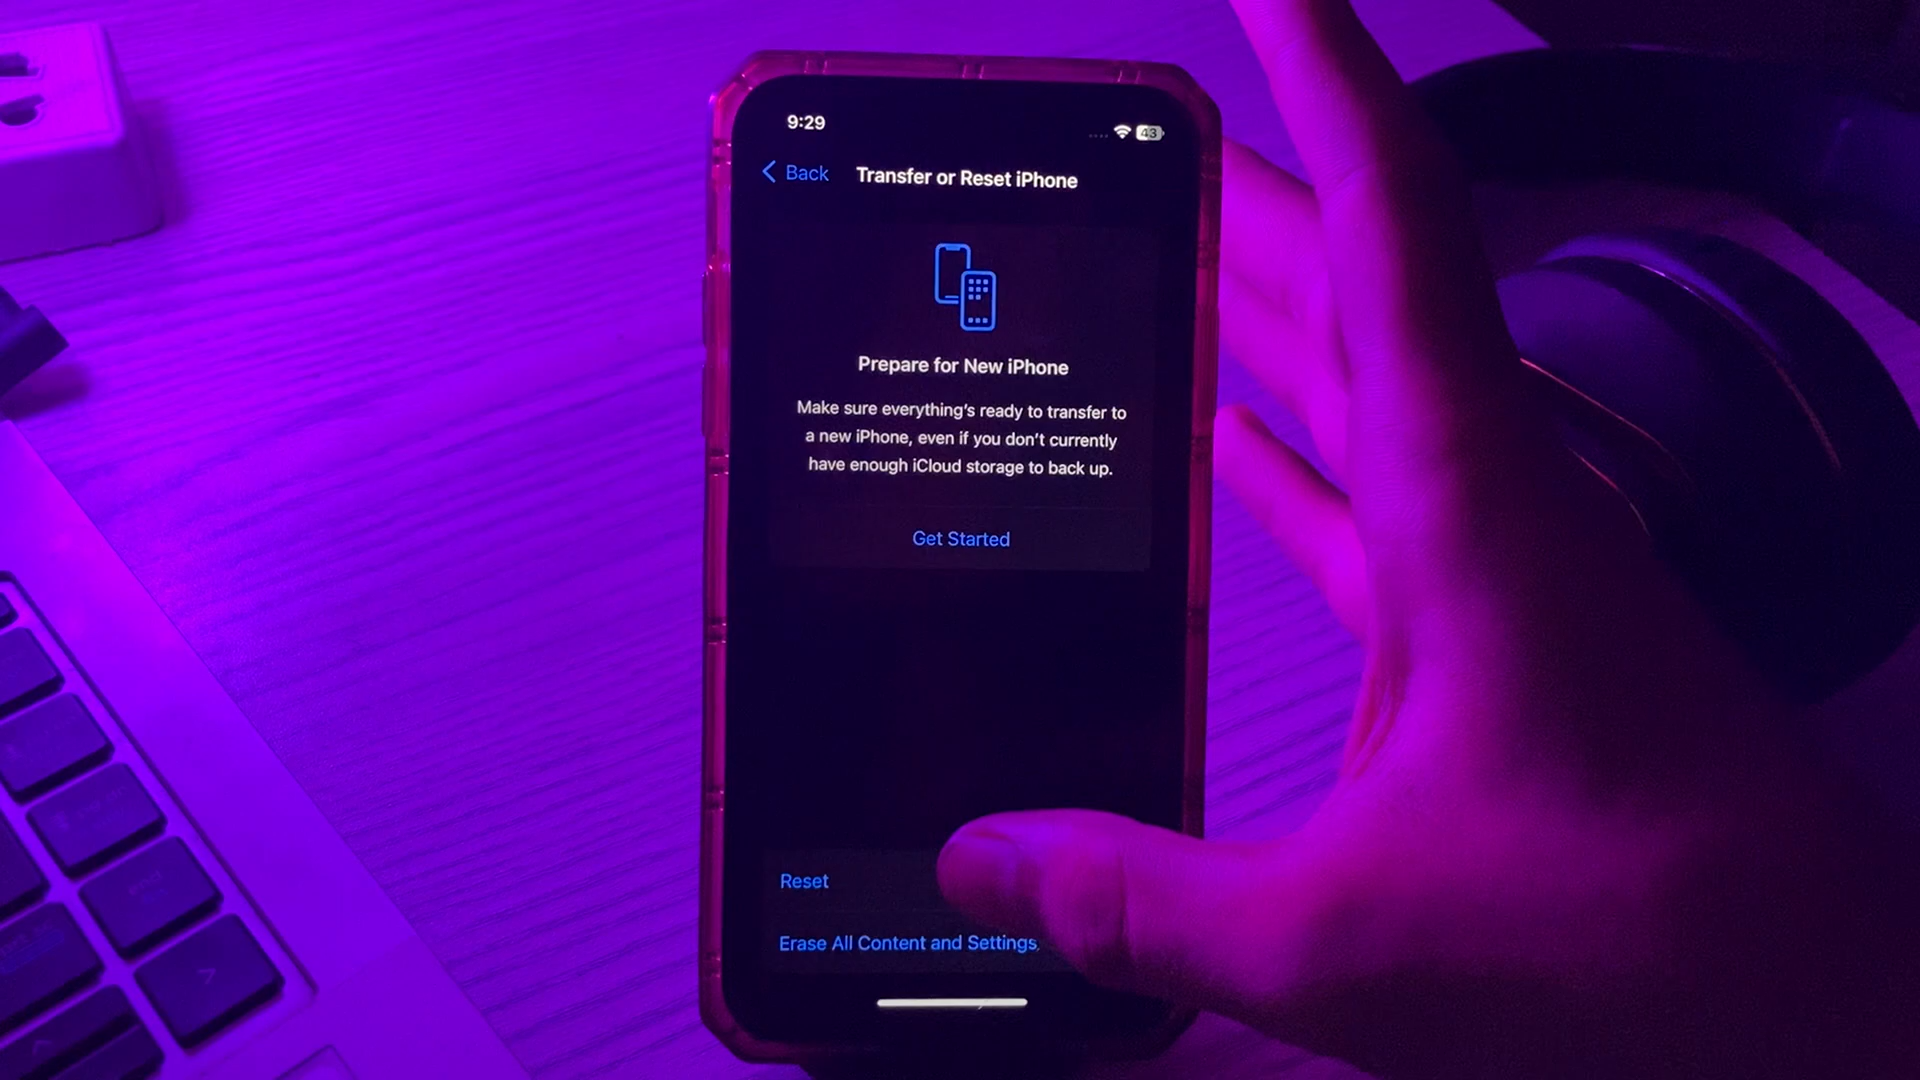 9:29
43
Back
Transfer or Reset iPhone
Prepare for New iPhone
Make sure everything's ready to transfer to
a new iPhone, even if you don't currently
have enough iCloud storage to back up.
Get Started
Reset
Erase All Content and Settings
end